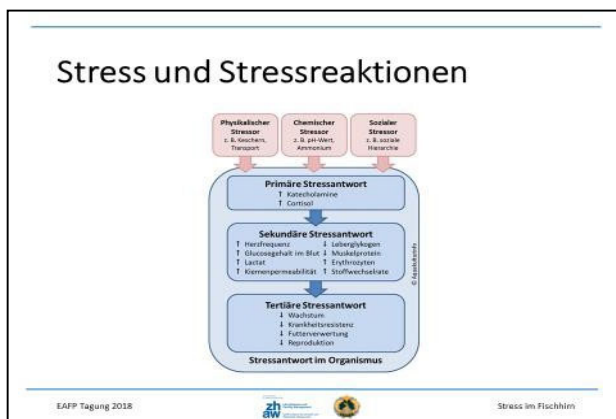 Stress und Stressreaktionen
Physikalischer
Stressor
z. B. Keschern,
Transport
Chemischer
Stressor
z. B. pH-Wert,
Ammonium
Sozialer
Stressor
z. B. soziale
Hierarchie
Primäre Stressantwort
↑ Katecholamine
↑ Cortisol
Sekundäre Stressantwort
↑ Herzfrequenz ↓ Leberglykogen
↑ Glucosegehalt im Blut ↓ Muskelprotein
↑ Lactat ↑ Erythrozyten
↑ Kiemenpermeabilität ↑ Stoffwechselrate
Tertiäre Stressantwort
↓ Wachstum
↓ Krankheitsresistenz
↓ Futterverwertung
↓ Reproduktion
Stressantwort im Organismus
EAFP Tagung 2018
zh
aw
Stress im Fischhirn